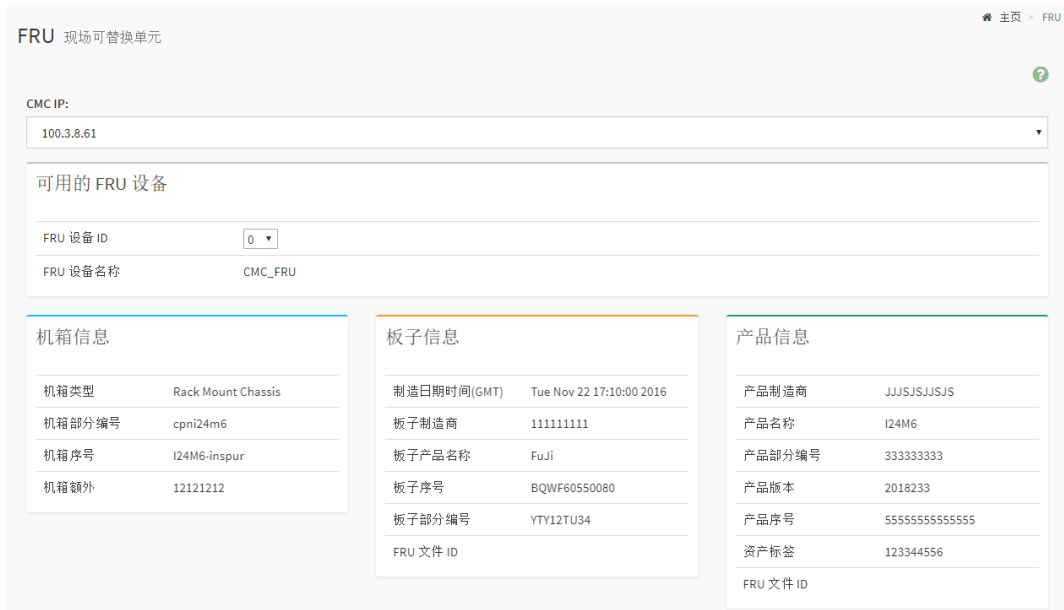 主页 > FRU
FRU 现场可替换单元
CMC IP:
100.3.8.61
可用的 FRU 设备
FRU 设备 ID 0
FRU 设备名称 CMC_FRU
机箱信息
机箱类型 Rack Mount Chassis
机箱部分编号 cpni24m6
机箱序号 I24M6-inspur
机箱额外 12121212
板子信息
制造日期时间(GMT) Tue Nov 22 17:10:00 2016
板子制造商 111111111
板子产品名称 FuJi
板子序号 BQWF60550080
板子部分编号 YTY12TU34
FRU 文件 ID
产品信息
产品制造商 JJJSJSJJSJS
产品名称 I24M6
产品部分编号 333333333
产品版本 2018233
产品序号 55555555555555
资产标签 123344556
FRU 文件 ID